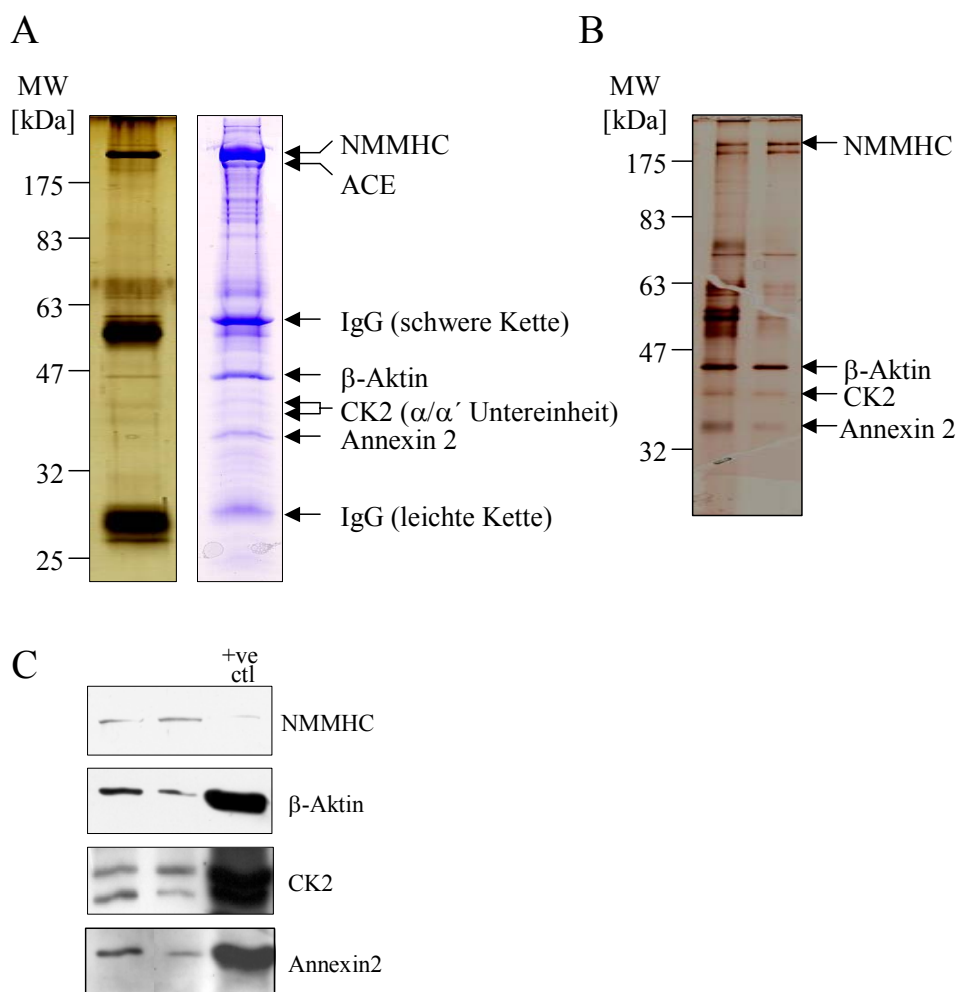 A
MW
[kDa]
175
83
63
47
32
25
NMMHC
ACE
IgG (schwere Kette)
β-Aktin
CK2 (α/α´ Untereinheit)
Annexin 2
IgG (leichte Kette)
B
MW
[kDa]
175
83
63
47
32
NMMHC
β-Aktin
CK2
Annexin 2
C
+ve
ctl
NMMHC
β-Aktin
CK2
Annexin2